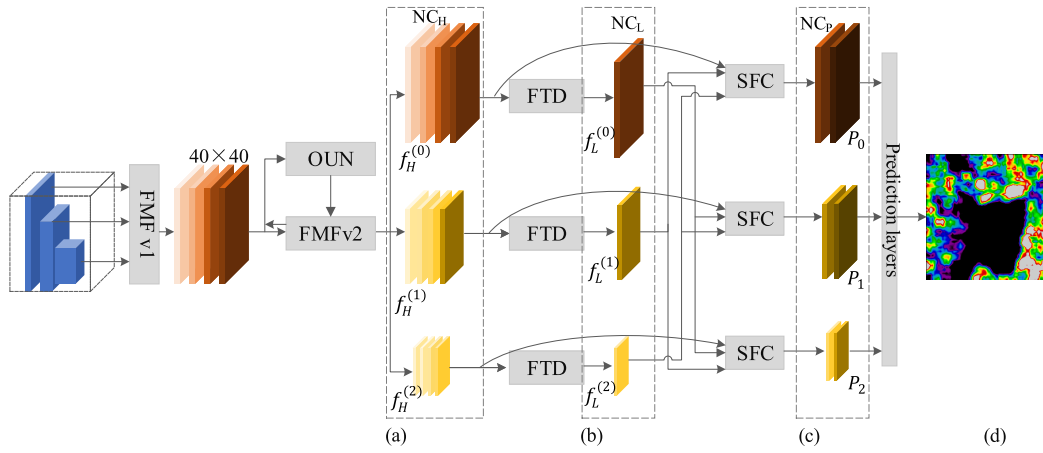 NC_H
NC_L
NC_P
FTD
SFC
f_H^(0)
f_L^(0)
P_0
40×40
OUN
FMF v1
FMFv2
FTD
SFC
f_H^(1)
f_L^(1)
P_1
Prediction layers
FTD
SFC
f_H^(2)
f_L^(2)
P_2
(a)
(b)
(c)
(d)